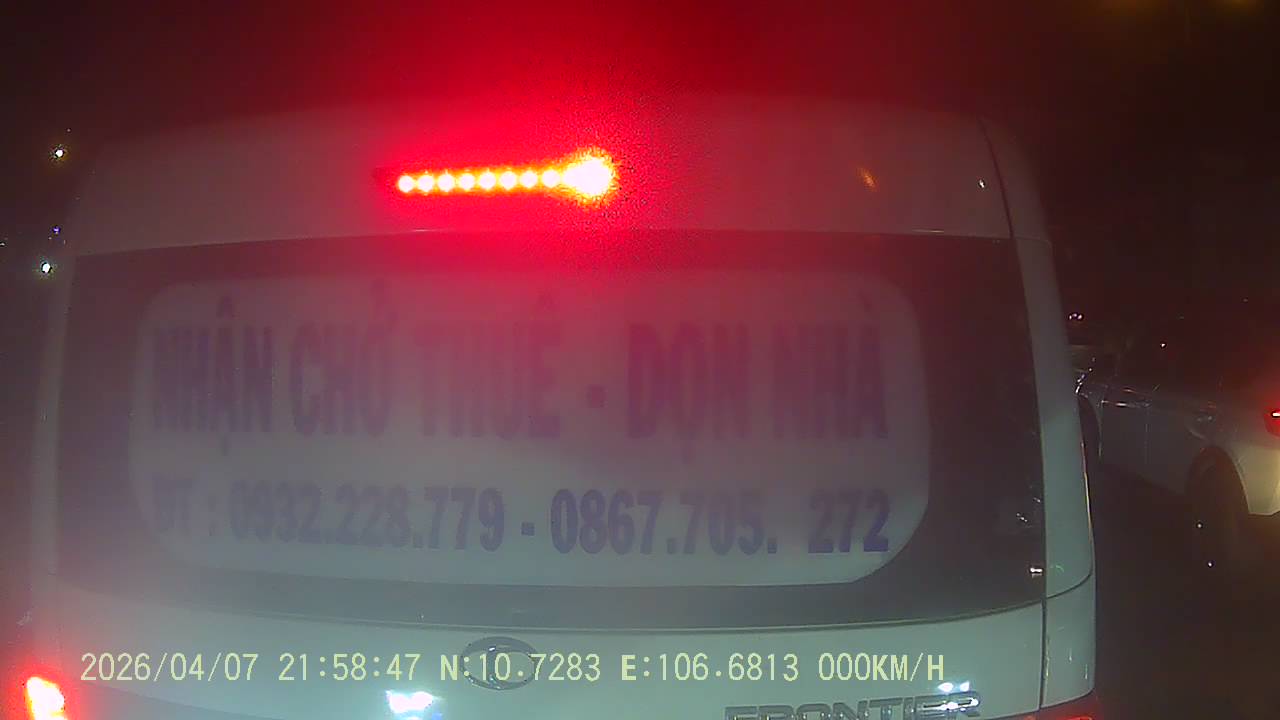 NHẬN CHỞ THUÊ - DỌN NHÀ
ĐT : 0932.228.779 - 0867.705. 272
2026/04/07 21:58:47 N:10.7283 E:106.6813 000KM/H
FRONTIER